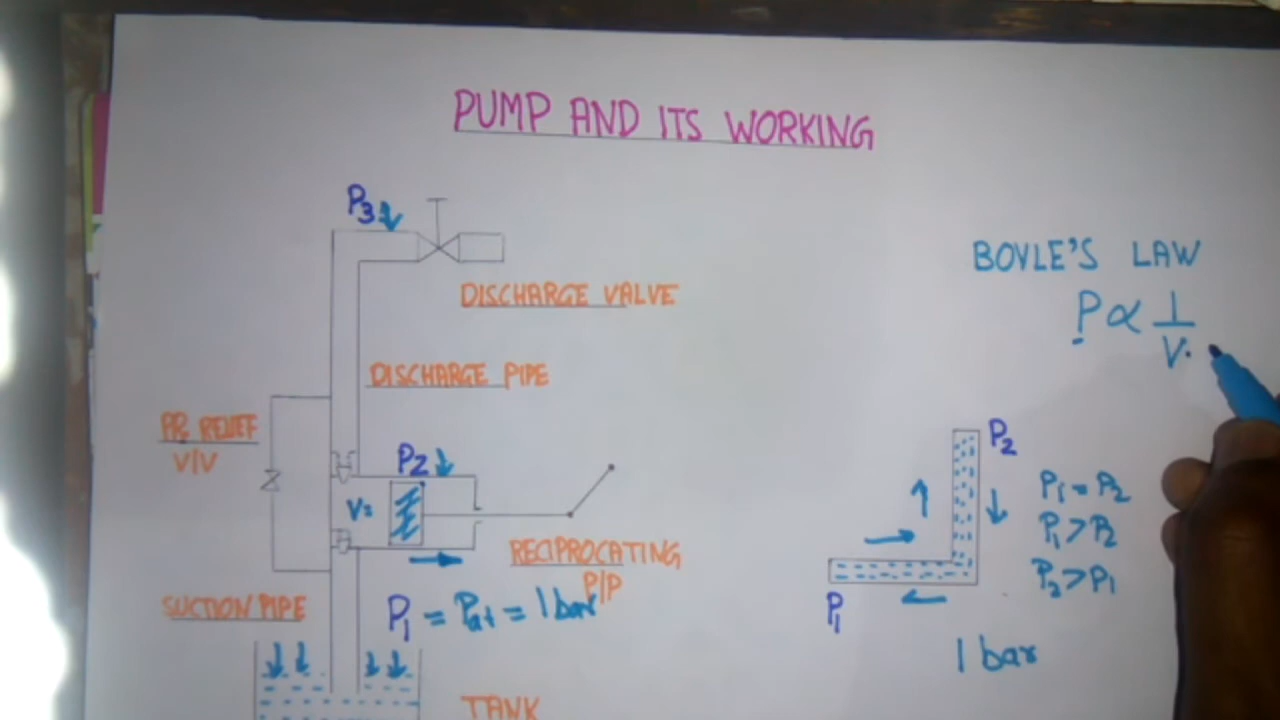 PUMP AND ITS WORKING
P3
DISCHARGE VALVE
BOYLE'S LAW
P ∝ 1/V
DISCHARGE PIPE
PR. RELIEF
V/V
P2
V=
RECIPROCATING
P/P
SUCTION PIPE
P1 = Pat = 1 bar
TANK
P2
P1 = P2
P1 > P2
P2 > P1
P1
1 bar